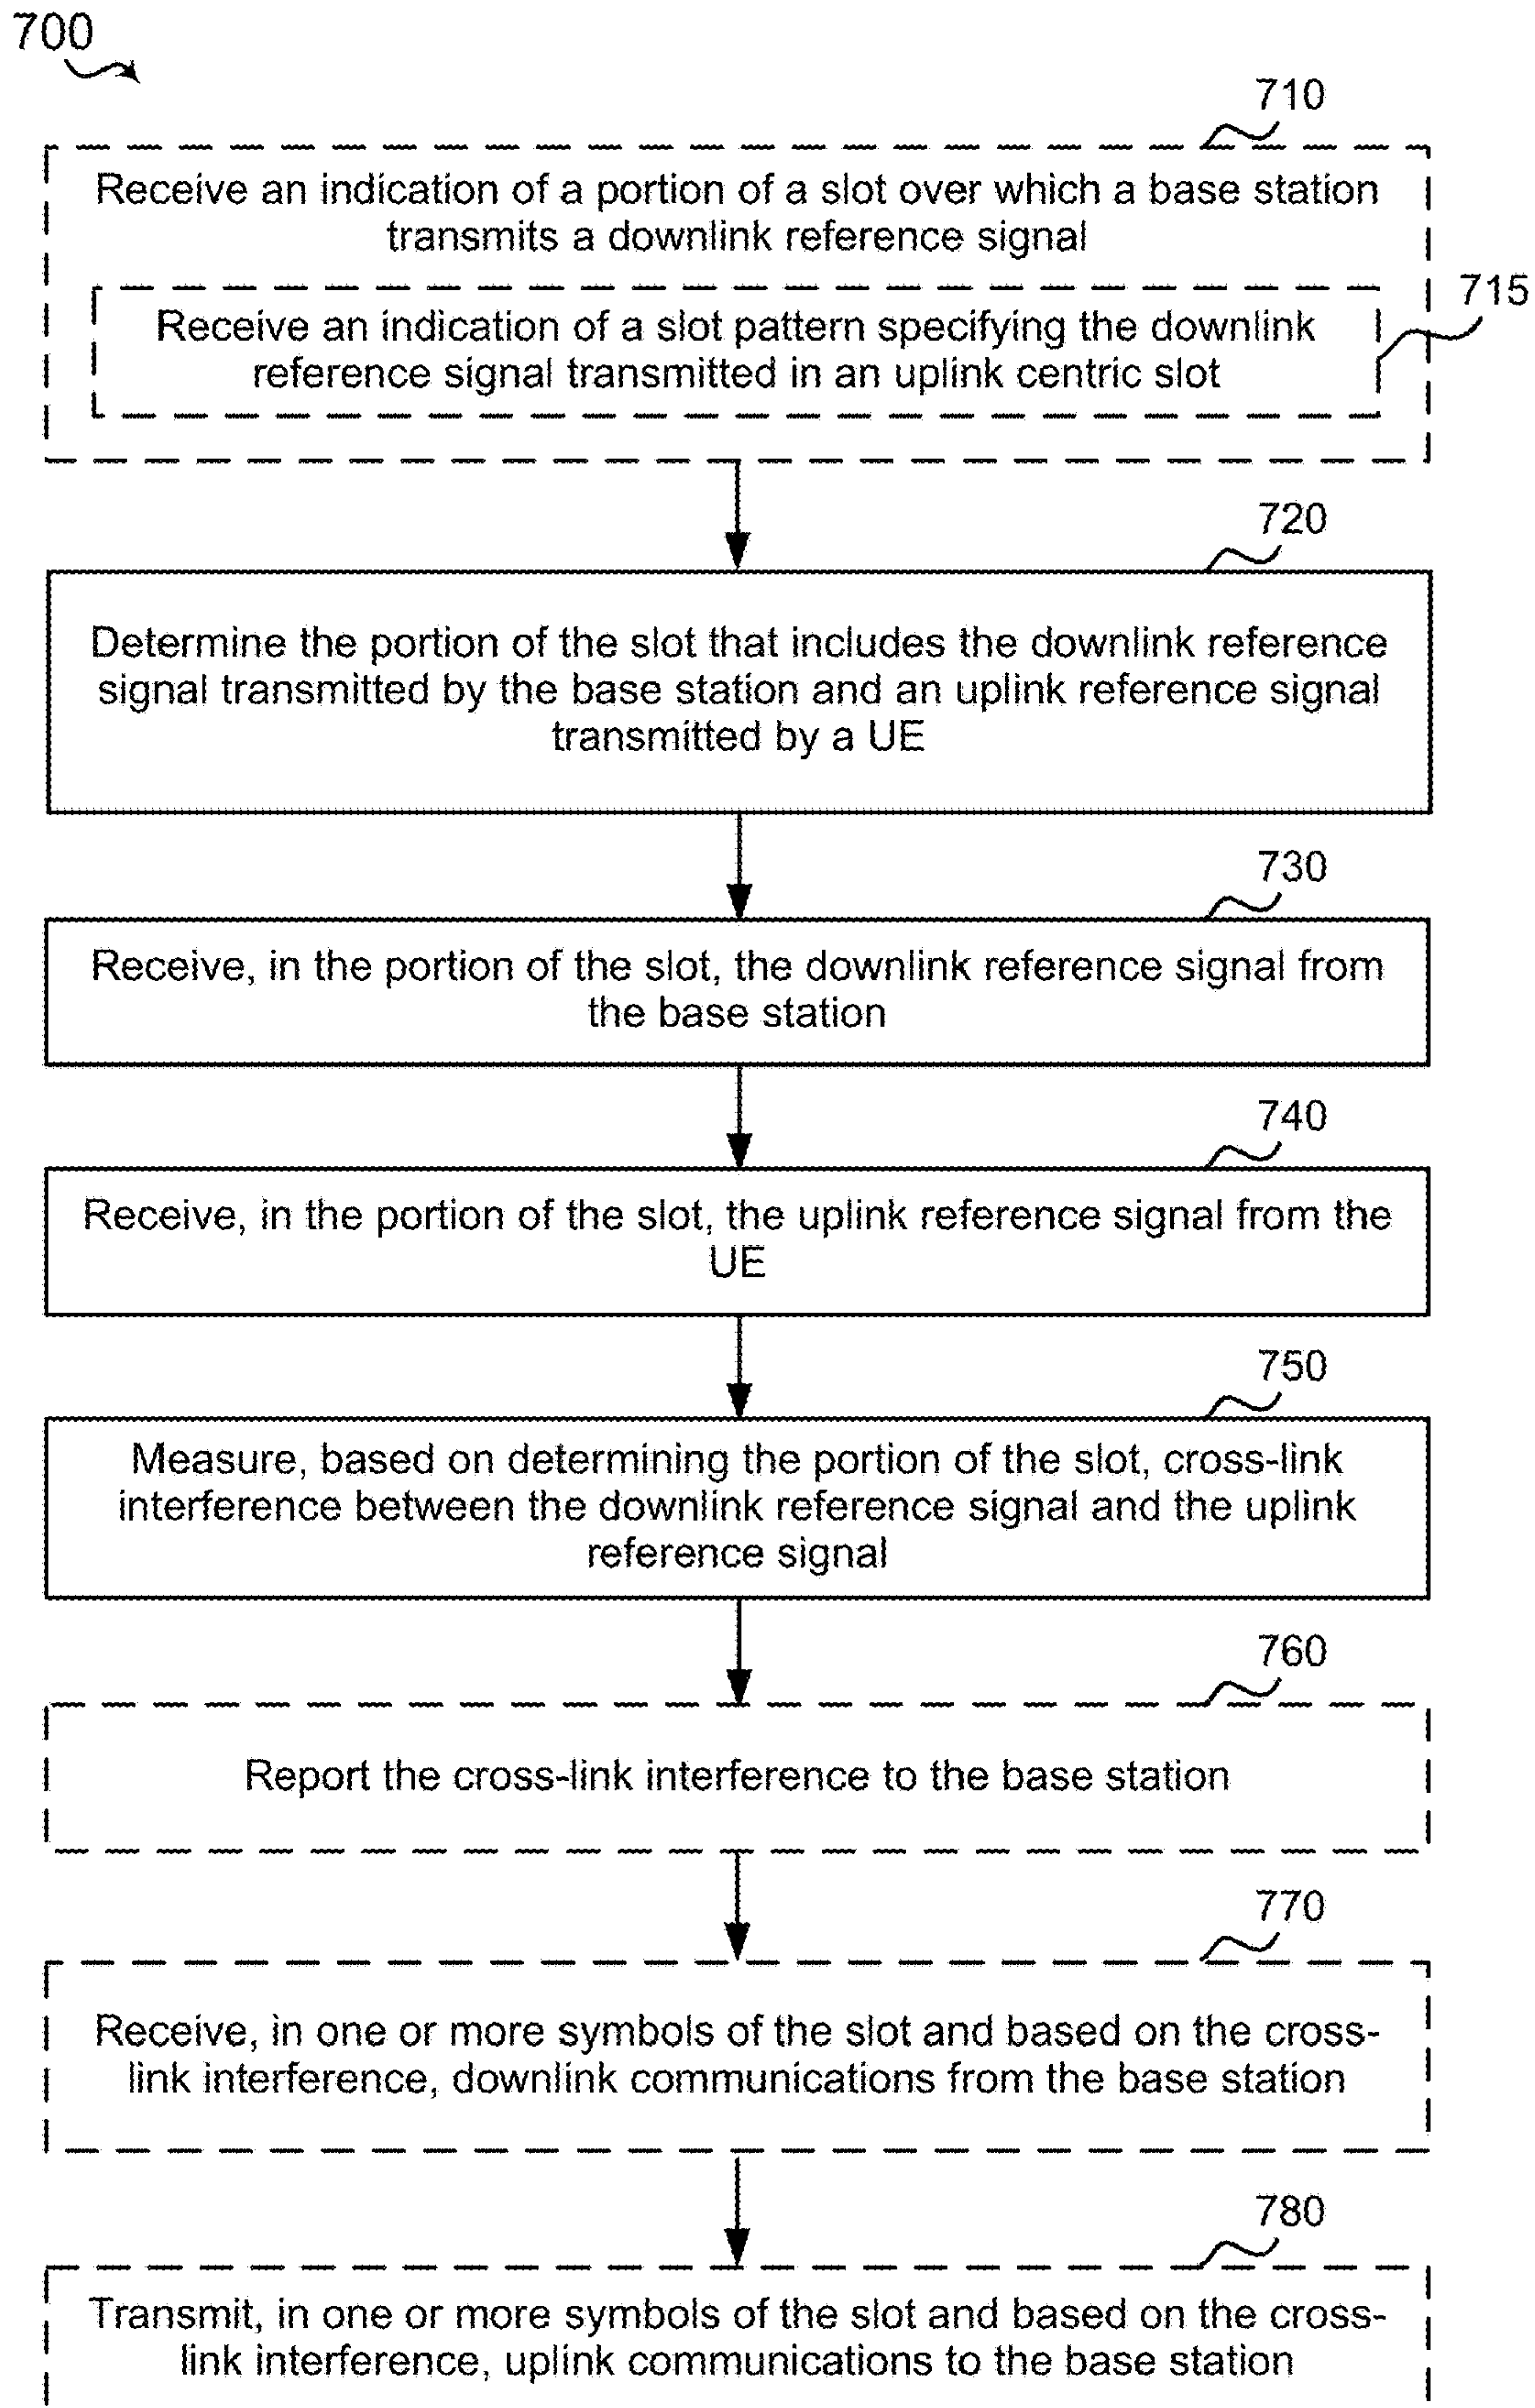 700
710
Receive an indication of a portion of a slot over which a base station
transmits a downlink reference signal
715
Receive an indication of a slot pattern specifying the downlink
reference signal transmitted in an uplink centric slot
720
Determine the portion of the slot that includes the downlink reference
signal transmitted by the base station and an uplink reference signal
transmitted by a UE
730
Receive, in the portion of the slot, the downlink reference signal from
the base station
740
Receive, in the portion of the slot, the uplink reference signal from the
UE
750
Measure, based on determining the portion of the slot, cross-link
interference between the downlink reference signal and the uplink
reference signal
760
Report the cross-link interference to the base station
770
Receive, in one or more symbols of the slot and based on the cross-
link interference, downlink communications from the base station
780
Transmit, in one or more symbols of the slot and based on the cross-
link interference, uplink communications to the base station